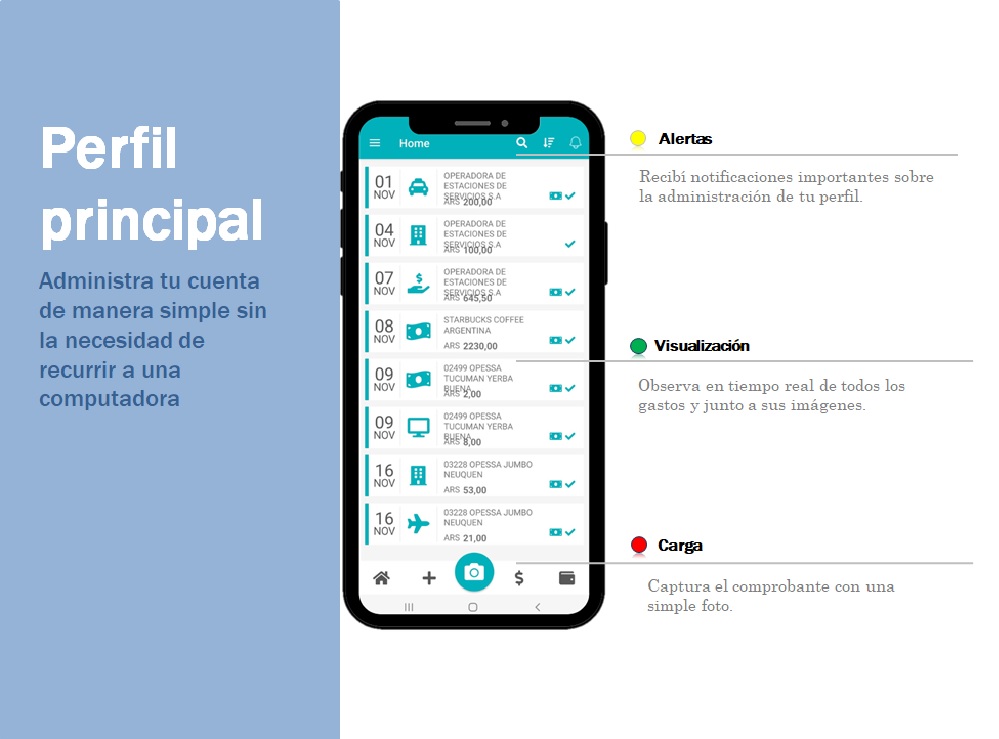 Perfil
principal
Administra tu cuenta
de manera simple sin
la necesidad de
recurrir a una
computadora
Home
01
NOV
OPERADORA DE
ESTACIONES DE
SERVICIOS S.A
ARS 200,00
04
NOV
OPERADORA DE
ESTACIONES DE
SERVICIOS S.A
ARS 100,00
07
NOV
OPERADORA DE
ESTACIONES DE
SERVICIOS S.A
ARS 645,50
08
NOV
STARBUCKS COFFEE
ARGENTINA
ARS 2230,00
09
NOV
02499 OPESSA
TUCUMAN YERBA
BUENA
ARS 2,00
09
NOV
02499 OPESSA
TUCUMAN YERBA
BUENA
ARS 8,00
16
NOV
03228 OPESSA JUMBO
NEUQUEN
ARS 53,00
16
NOV
03228 OPESSA JUMBO
NEUQUEN
ARS 21,00
Alertas
Recibí notificaciones importantes sobre
la administración de tu perfil.
Visualización
Observa en tiempo real de todos los
gastos y junto a sus imágenes.
Carga
Captura el comprobante con una
simple foto.